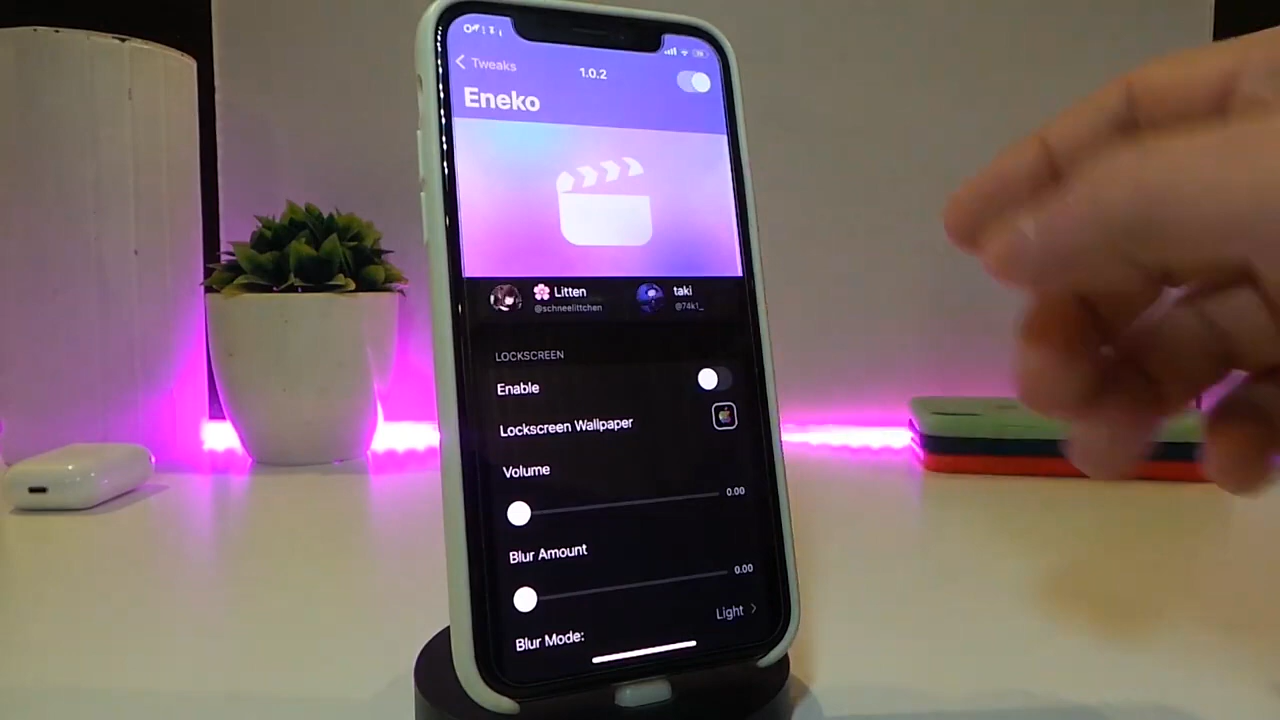 Tweaks
1.0.2
Eneko
🌸 Litten
@schneelittchen
taki
@74k1_
LOCKSCREEN
Enable
Lockscreen Wallpaper
Volume
0.00
Blur Amount
0.00
Light
Blur Mode: